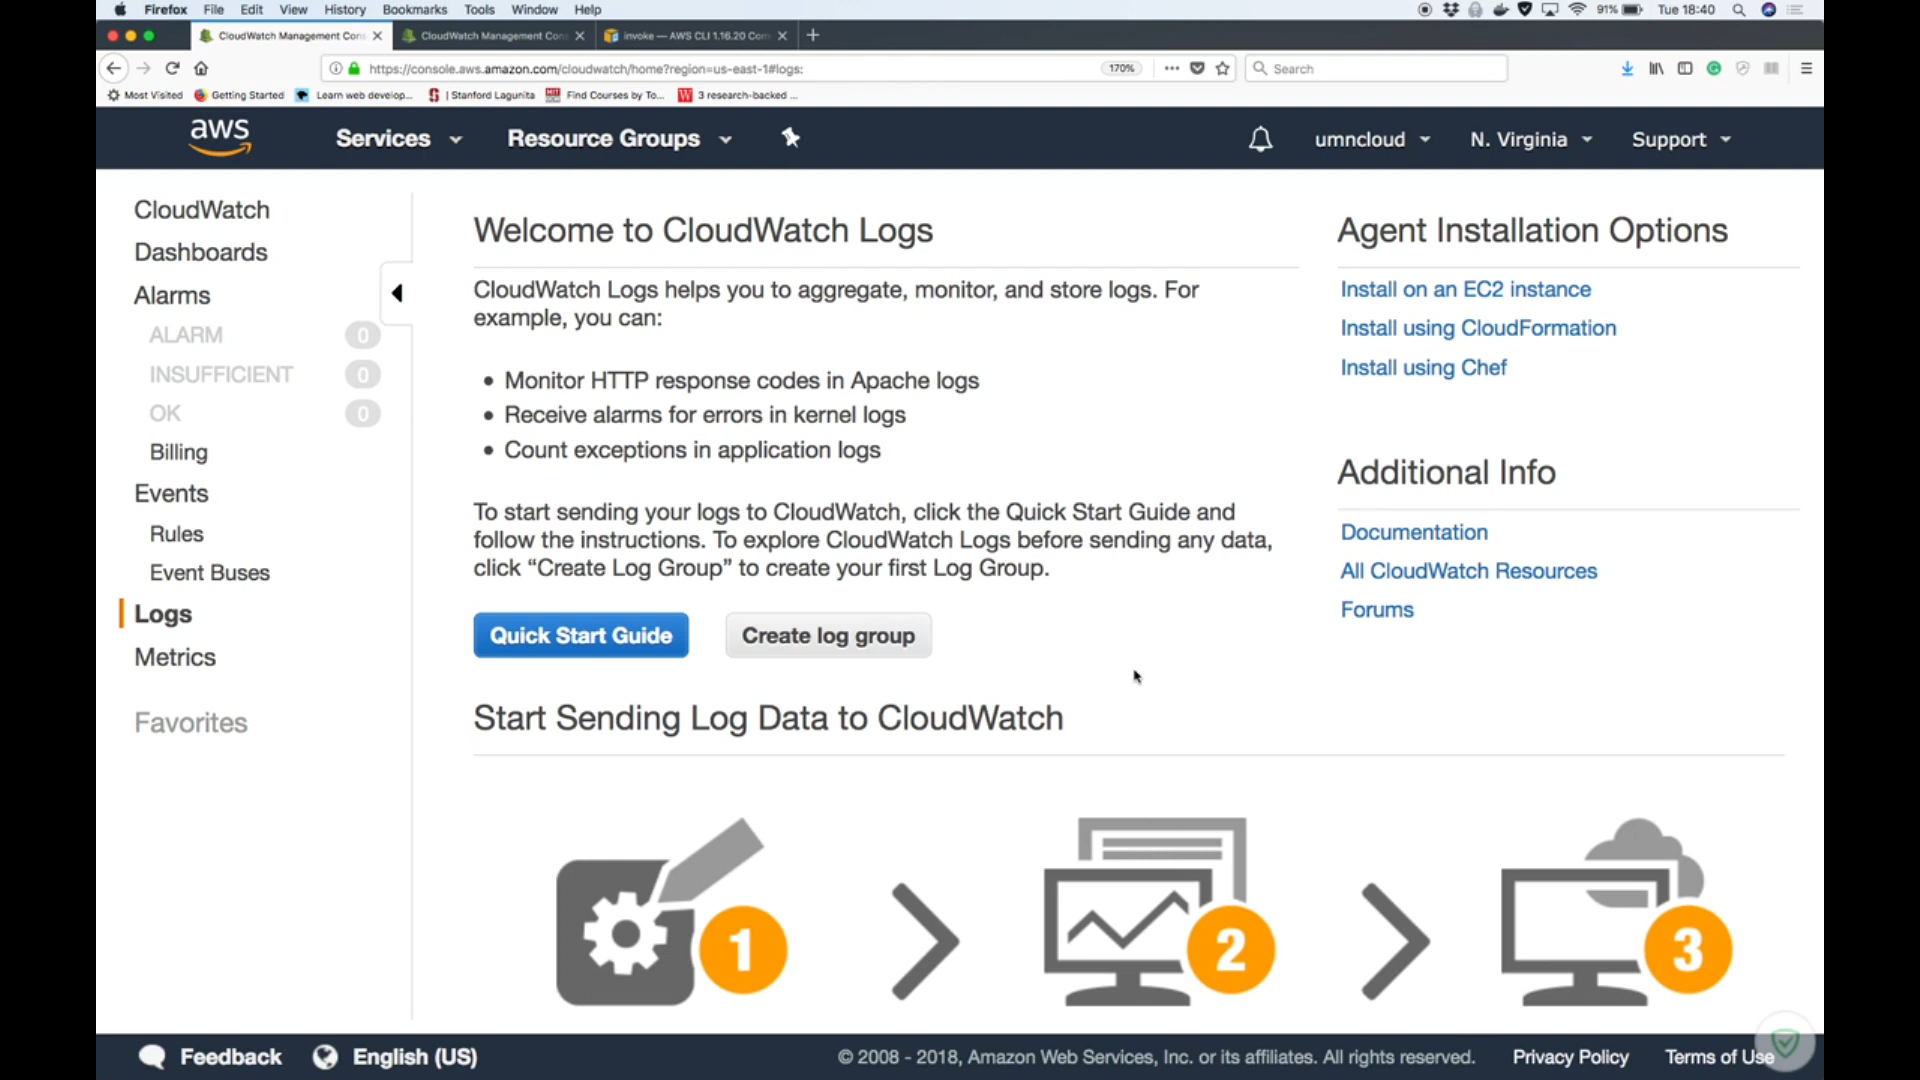 Firefox File Edit View History Bookmarks Tools Window Help 91% Tue 18:40
CloudWatch Management Cons CloudWatch Management Cons invoke — AWS CLI 1.16.20 Com
https://console.aws.amazon.com/cloudwatch/home?region=us-east-1#logs: 170% Search
Most Visited Getting Started Learn web develop... | Stanford Lagunita Find Courses by To... 3 research-backed ...
aws Services Resource Groups umncloud N. Virginia Support
CloudWatch
Dashboards
Alarms
ALARM 0
INSUFFICIENT 0
OK 0
Billing
Events
Rules
Event Buses
Logs
Metrics
Favorites
Welcome to CloudWatch Logs
CloudWatch Logs helps you to aggregate, monitor, and store logs. For
example, you can:
• Monitor HTTP response codes in Apache logs
• Receive alarms for errors in kernel logs
• Count exceptions in application logs
To start sending your logs to CloudWatch, click the Quick Start Guide and
follow the instructions. To explore CloudWatch Logs before sending any data,
click “Create Log Group” to create your first Log Group.
Quick Start Guide Create log group
Start Sending Log Data to CloudWatch
1 2 3
Agent Installation Options
Install on an EC2 instance
Install using CloudFormation
Install using Chef
Additional Info
Documentation
All CloudWatch Resources
Forums
Feedback English (US) © 2008 - 2018, Amazon Web Services, Inc. or its affiliates. All rights reserved. Privacy Policy Terms of Use